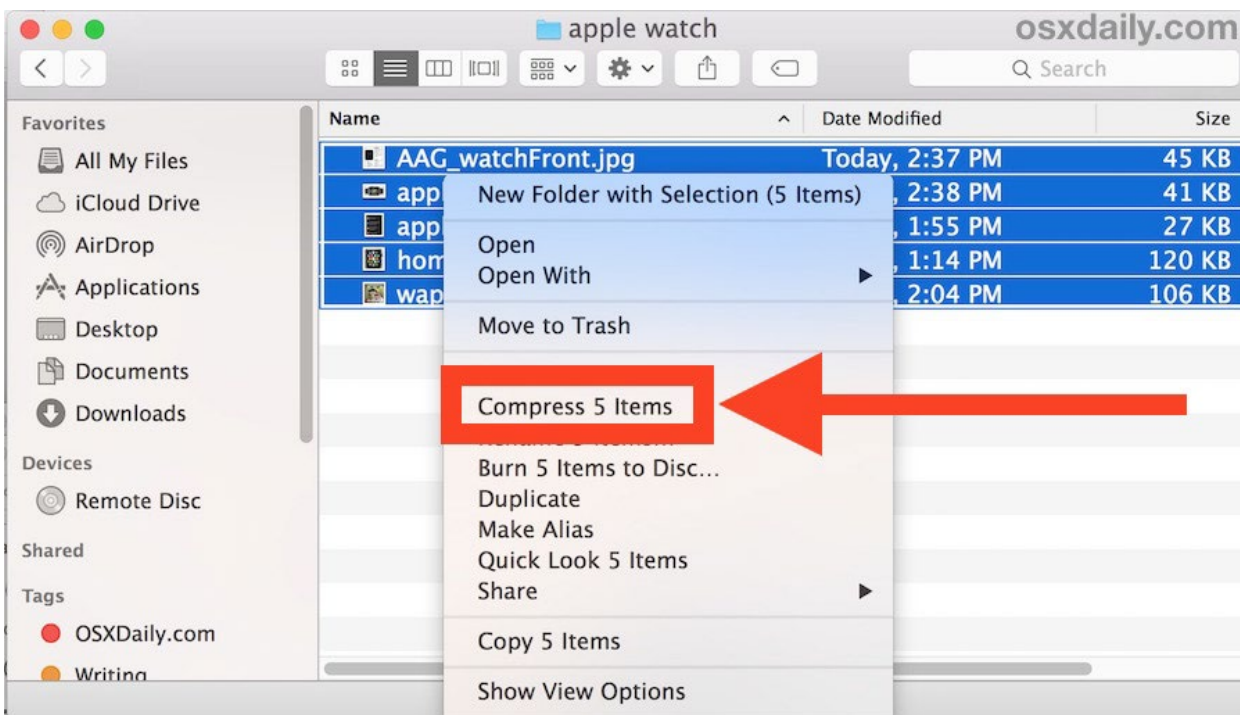 apple watch
osxdaily.com
Search
Favorites
All My Files
iCloud Drive
AirDrop
Applications
Desktop
Documents
Downloads
Devices
Remote Disc
Shared
Tags
OSXDaily.com
Writing
Name Date Modified Size
AAG_watchFront.jpg Today, 2:37 PM 45 KB
appl , 2:38 PM 41 KB
appl , 1:55 PM 27 KB
hom , 1:14 PM 120 KB
wap , 2:04 PM 106 KB
New Folder with Selection (5 Items)
Open
Open With
Move to Trash
Compress 5 Items
Burn 5 Items to Disc...
Duplicate
Make Alias
Quick Look 5 Items
Share
Copy 5 Items
Show View Options